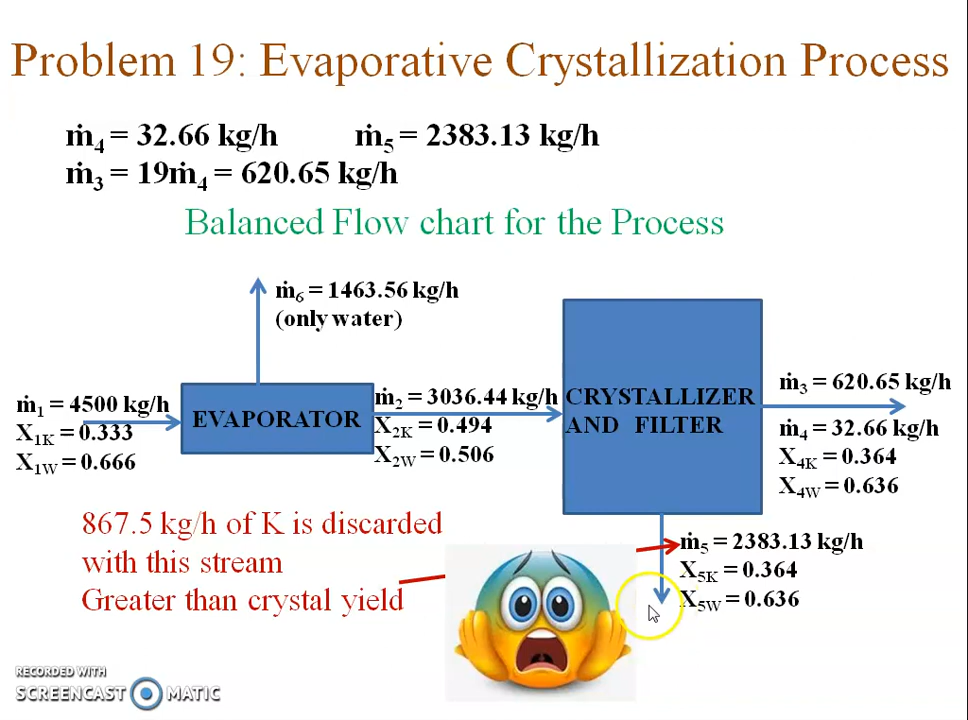 Problem 19: Evaporative Crystallization Process
ṁ₄ = 32.66 kg/h ṁ₅ = 2383.13 kg/h
ṁ₃ = 19ṁ₄ = 620.65 kg/h
Balanced Flow chart for the Process
ṁ₆ = 1463.56 kg/h
(only water)
ṁ₁ = 4500 kg/h
X₁K = 0.333
X₁W = 0.666
EVAPORATOR
ṁ₂ = 3036.44 kg/h
X₂K = 0.494
X₂W = 0.506
CRYSTALLIZER
AND FILTER
ṁ₃ = 620.65 kg/h
ṁ₄ = 32.66 kg/h
X₄K = 0.364
X₄W = 0.636
867.5 kg/h of K is discarded
with this stream
Greater than crystal yield
ṁ₅ = 2383.13 kg/h
X₅K = 0.364
X₅W = 0.636
RECORDED WITH
SCREENCAST MATIC